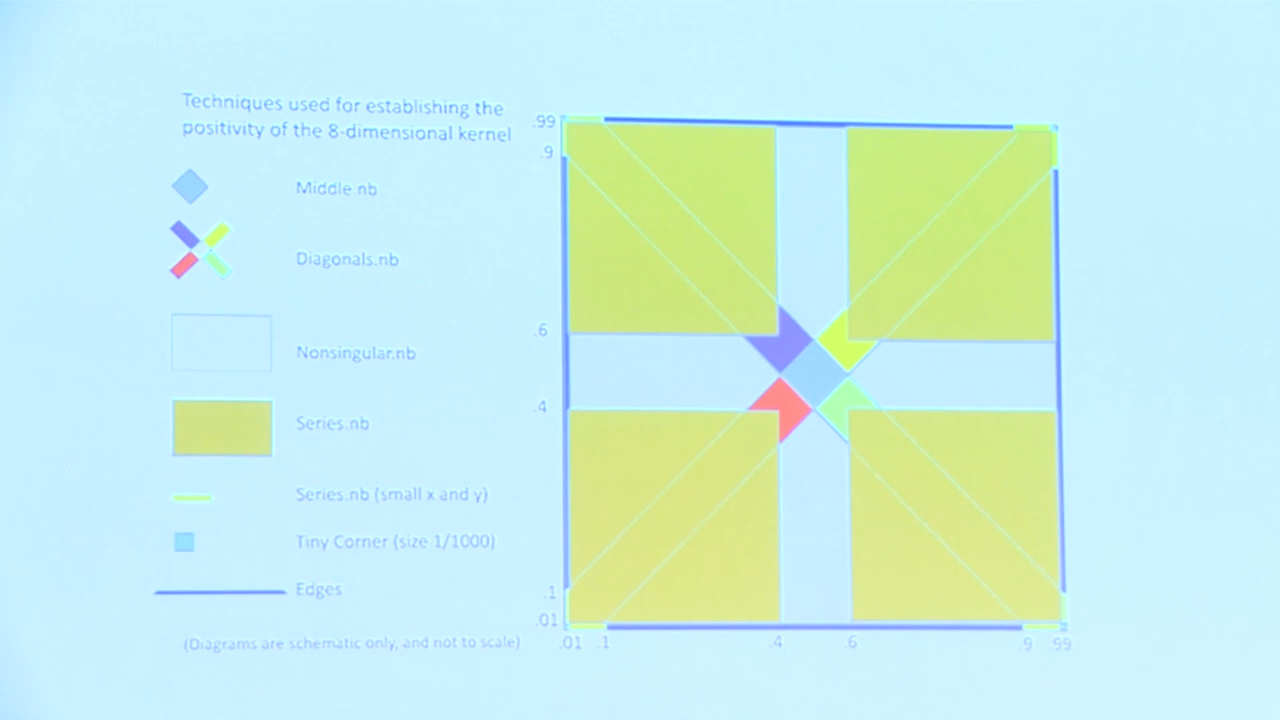 Techniques used for establishing the
positivity of the 8-dimensional kernel
Middle.nb
Diagonals.nb
Nonsingular.nb
Series.nb
Series.nb (small x and y)
Tiny Corner (size 1/1000)
Edges
(Diagrams are schematic only, and not to scale)
.99
.9
.6
.4
.1
.01
.01 .1 .4 .6 .9 .99